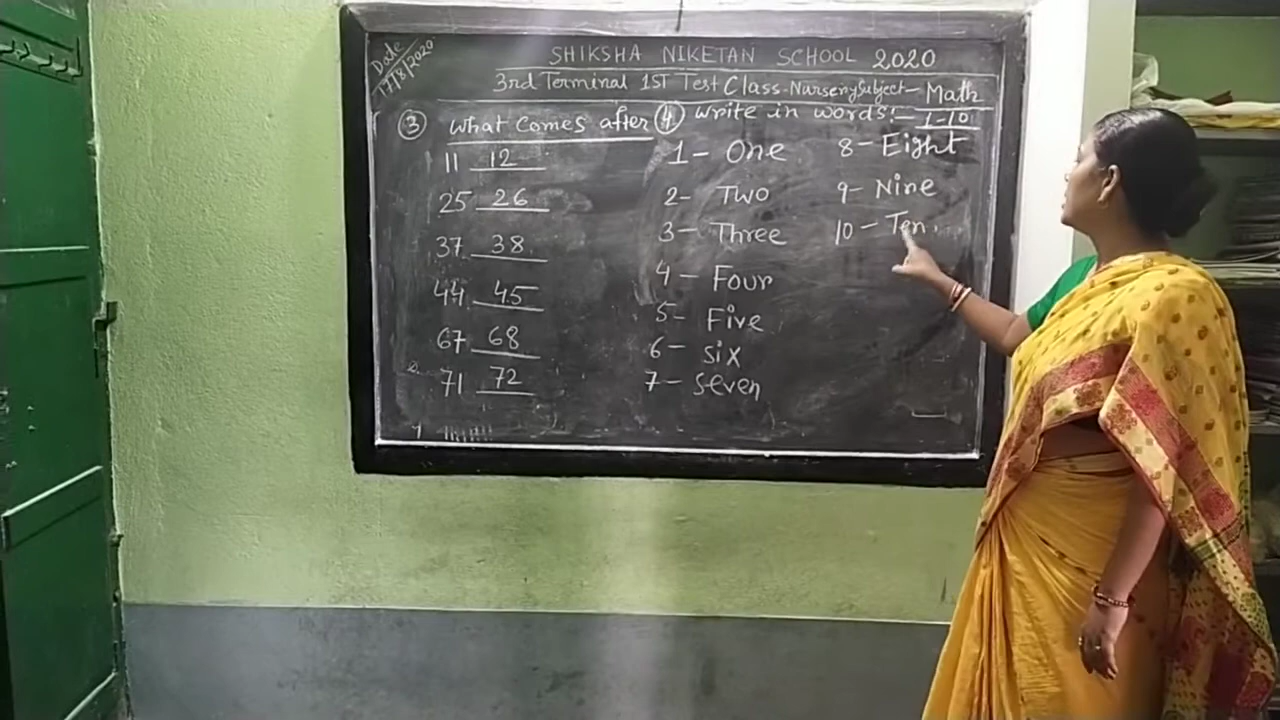 Date
17/8/2020
SHIKSHA NIKETAN SCHOOL 2020
3rd Terminal 1ST Test Class-Nursery Subject- Math
3 What comes after
11 12
25 26
37 38
44 45
67 68
71 72
4 Write in words:- 1-10
1- One
2- Two
3- Three
4- Four
5- Five
6- Six
7- Seven
8- Eight
9- Nine
10- Ten.